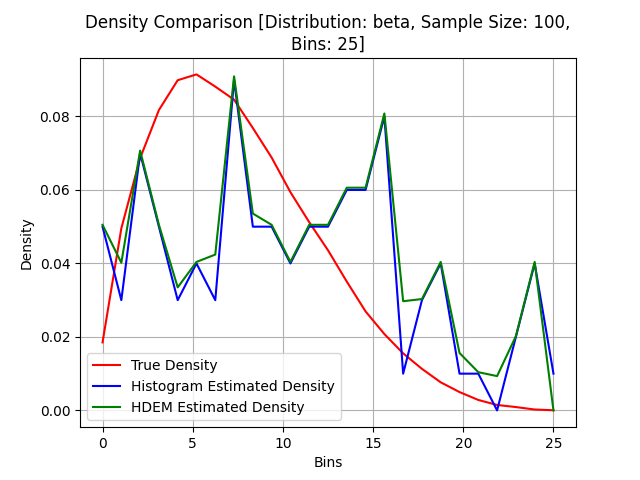 Density Comparison [Distribution: beta, Sample Size: 100,
Bins: 25]
Density
0.08
0.06
0.04
0.02
0.00
True Density
Histogram Estimated Density
HDEM Estimated Density
0 5 10 15 20 25
Bins